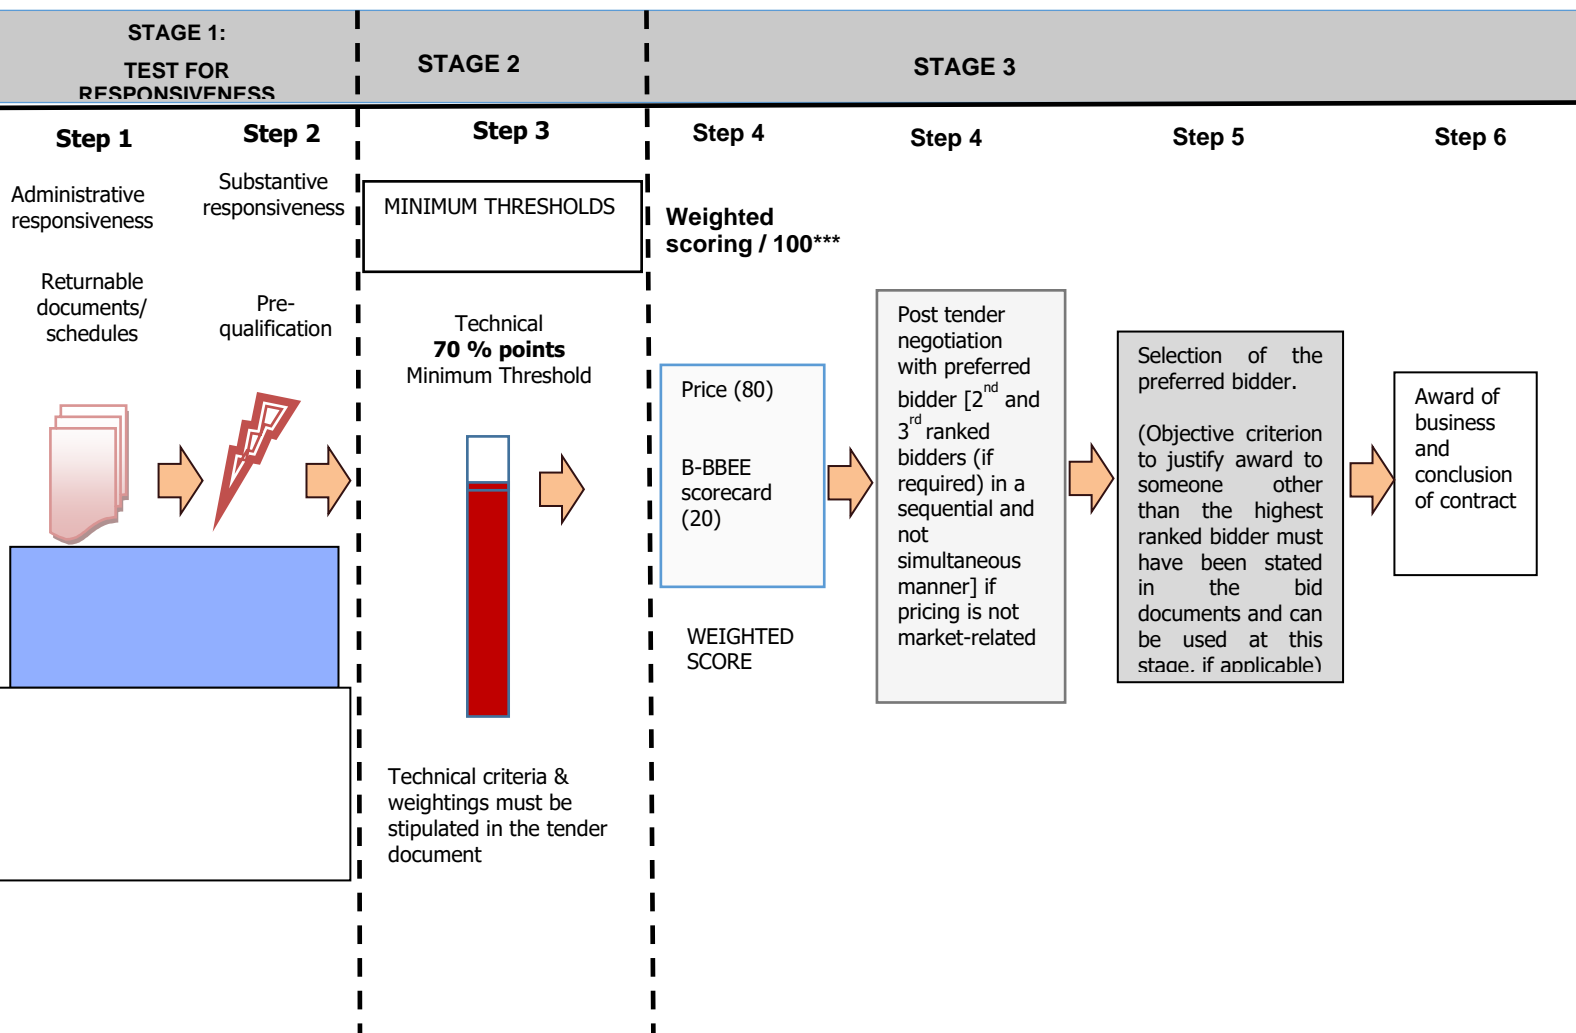 STAGE 1:
TEST FOR
RESPONSIVENESS
STAGE 2
STAGE 3
Step 1
Step 2
Step 3
Step 4
Step 4
Step 5
Step 6
Administrative
responsiveness
Substantive
responsiveness
MINIMUM THRESHOLDS
Weighted
scoring / 100***
Returnable
documents/
schedules
Pre-
qualification
Technical
70 % points
Minimum Threshold
Price (80)
B-BBEE
scorecard
(20)
WEIGHTED
SCORE
Post tender
negotiation
with preferred
bidder [2nd and
3rd ranked
bidders (if
required) in a
sequential and
not
simultaneous
manner] if
pricing is not
market-related
Selection of the
preferred bidder.
(Objective criterion
to justify award to
someone other
than the highest
ranked bidder must
have been stated
in the bid
documents and can
be used at this
stage, if applicable)
Award of
business
and
conclusion
of contract
Technical criteria &
weightings must be
stipulated in the tender
document